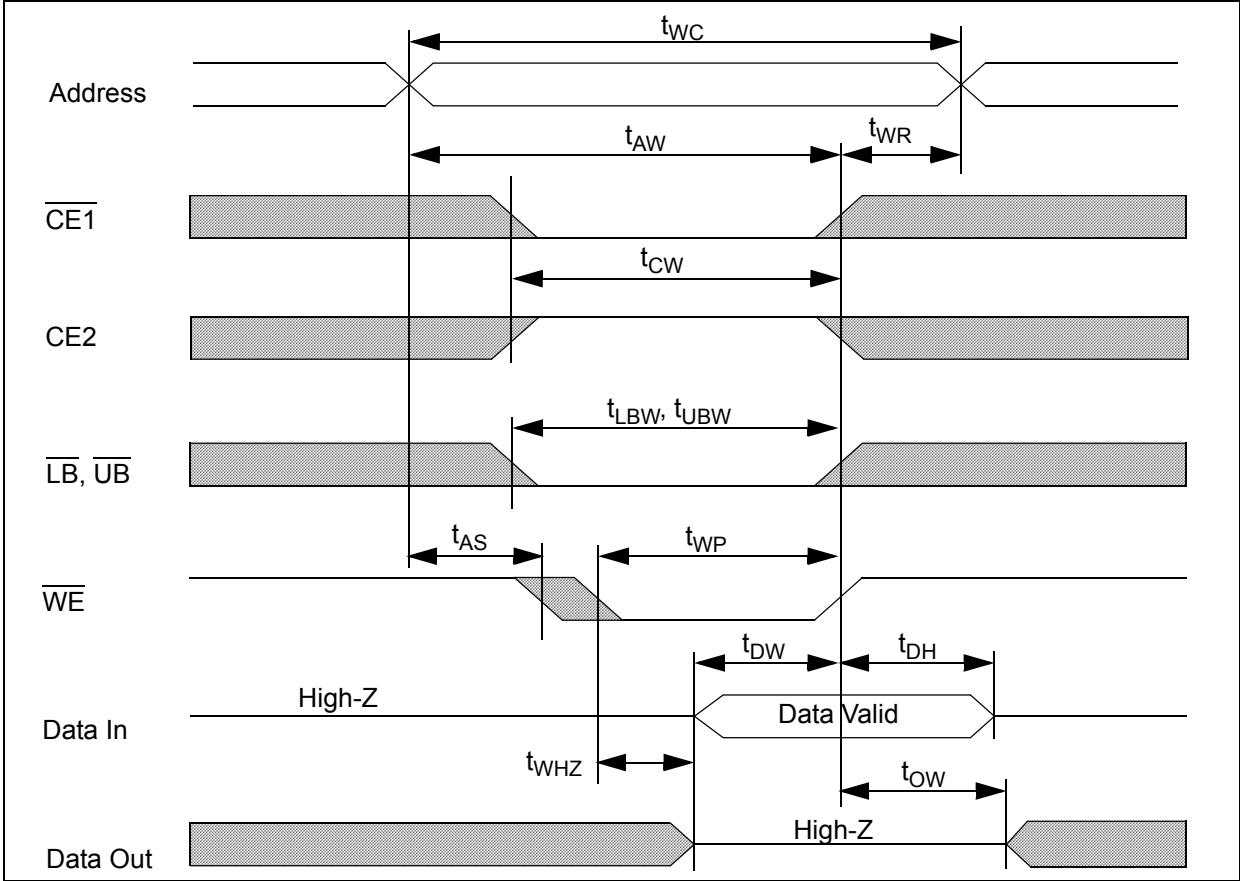 tWC
Address
tAW
tWR
CE1
tCW
CE2
tLBW, tUBW
LB, UB
tAS
tWP
WE
tDW
tDH
High-Z
Data In
Data Valid
tWHZ
tOW
High-Z
Data Out